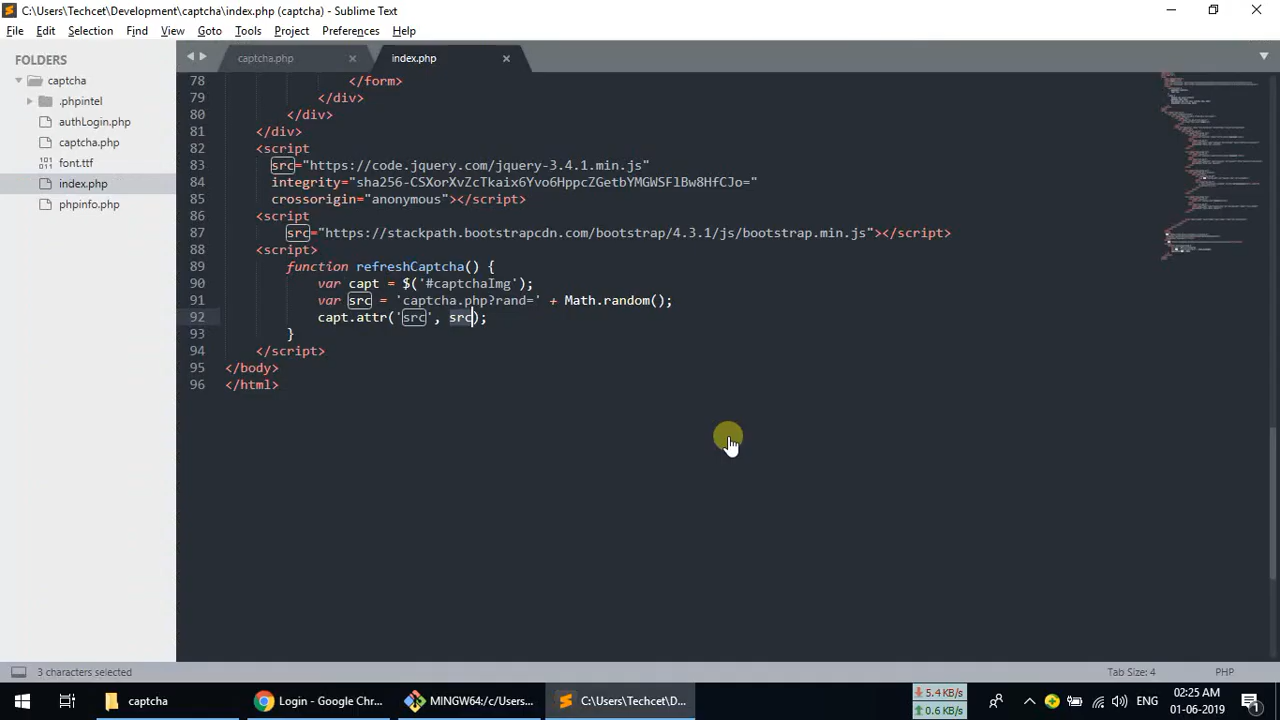 C:\Users\Techcet\Development\captcha\index.php (captcha) - Sublime Text
File Edit Selection Find View Goto Tools Project Preferences Help
FOLDERS
captcha
.phpintel
authLogin.php
captcha.php
font.ttf
index.php
phpinfo.php
captcha.php
index.php
78 </form>
79 </div>
80 </div>
81 </div>
82 <script
83 src="https://code.jquery.com/jquery-3.4.1.min.js"
84 integrity="sha256-CSXorXvZcTkaix6Yvo6HppcZGetbYMGWSFlBw8HfCJo="
85 crossorigin="anonymous"></script>
86 <script
87 src="https://stackpath.bootstrapcdn.com/bootstrap/4.3.1/js/bootstrap.min.js"></script>
88 <script>
89 function refreshCaptcha() {
90 var capt = $('#captchaImg');
91 var src = 'captcha.php?rand=' + Math.random();
92 capt.attr('src', src);
93 }
94 </script>
95 </body>
96 </html>
3 characters selected
Tab Size: 4
PHP
captcha
Login - Google Chr...
MINGW64:/c/Users...
C:\Users\Techcet\D...
5.4 KB/s
0.6 KB/s
ENG
02:25 AM
01-06-2019
1